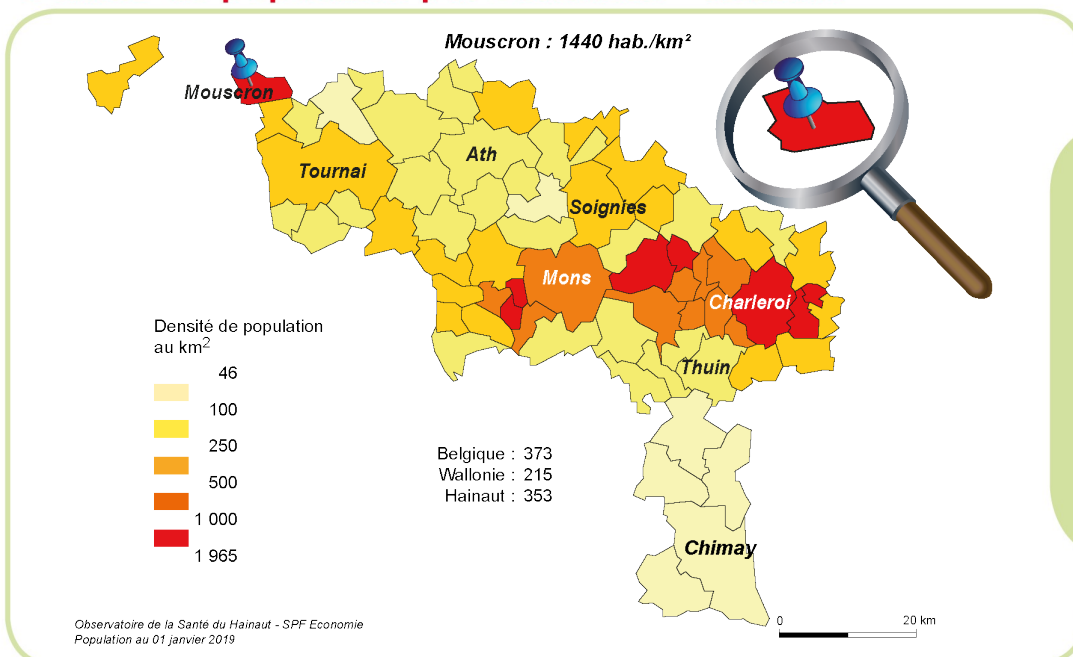 Mouscron : 1440 hab./km²
Mouscron
Ath
Tournai
Soignies
Mons
Charleroi
Thuin
Chimay
Densité de population
au km2
46
100
250
500
1 000
1 965
Belgique : 373
Wallonie : 215
Hainaut : 353
0 20 km
Observatoire de la Santé du Hainaut - SPF Economie
Population au 01 janvier 2019